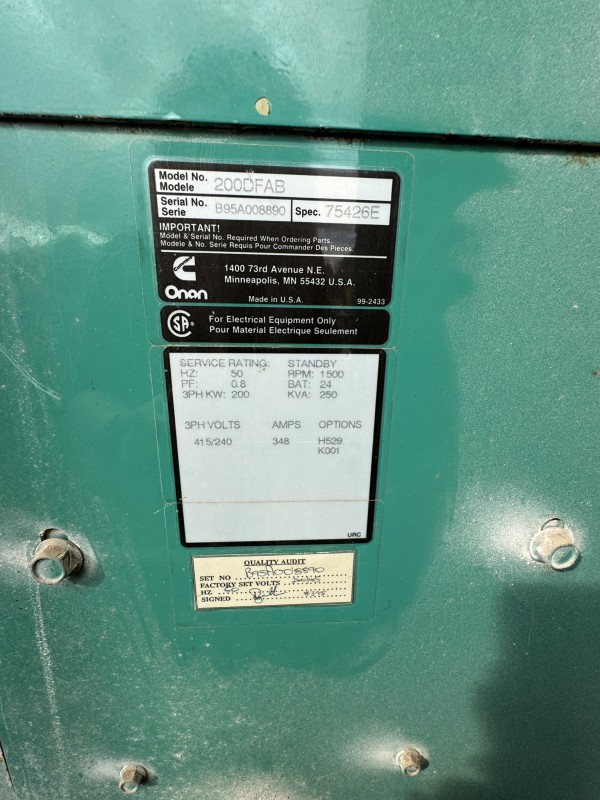 Model No.
Modele
200DFAB
Serial No.
Serie
B95A008890
Spec. 75426E
IMPORTANT!
Model & Serial No. Required When Ordering Parts.
Modele & No. Serie Requis Pour Commander Des Pieces.
1400 73rd Avenue N.E.
Minneapolis, MN 55432 U.S.A.
Onan
Made in U.S.A.
99-2433
For Electrical Equipment Only
Pour Material Electrique Seulement
SERVICE RATING: STANDBY
HZ: 50 RPM: 1500
PF: 0.8 BAT: 24
3PH KW: 200 KVA: 250
3PH VOLTS AMPS OPTIONS
415/240 348 H529
K001
URC
QUALITY AUDIT
SET NO B95A008890
FACTORY SET VOLTS
HZ 50
SIGNED